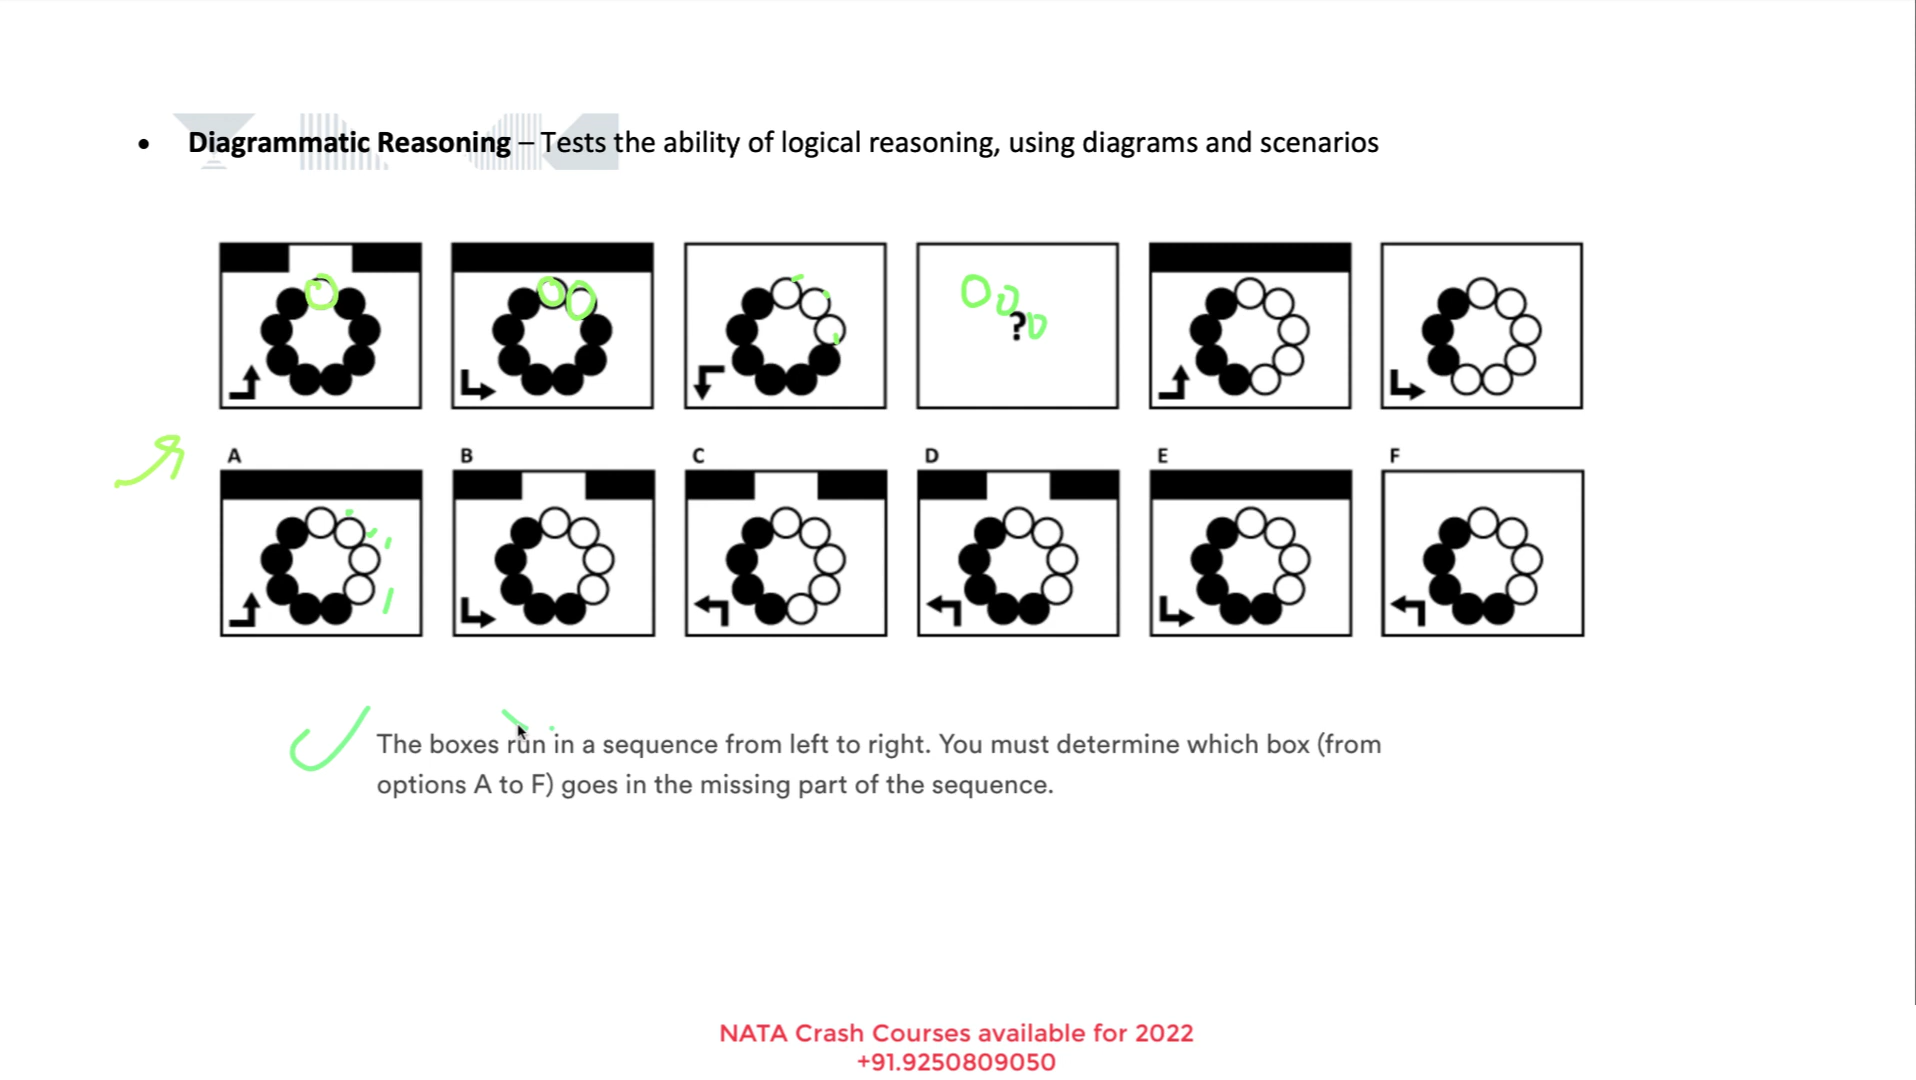 • Diagrammatic Reasoning – Tests the ability of logical reasoning, using diagrams and scenarios
?
A B C D E F
The boxes run in a sequence from left to right. You must determine which box (from
options A to F) goes in the missing part of the sequence.
NATA Crash Courses available for 2022
+91.9250809050